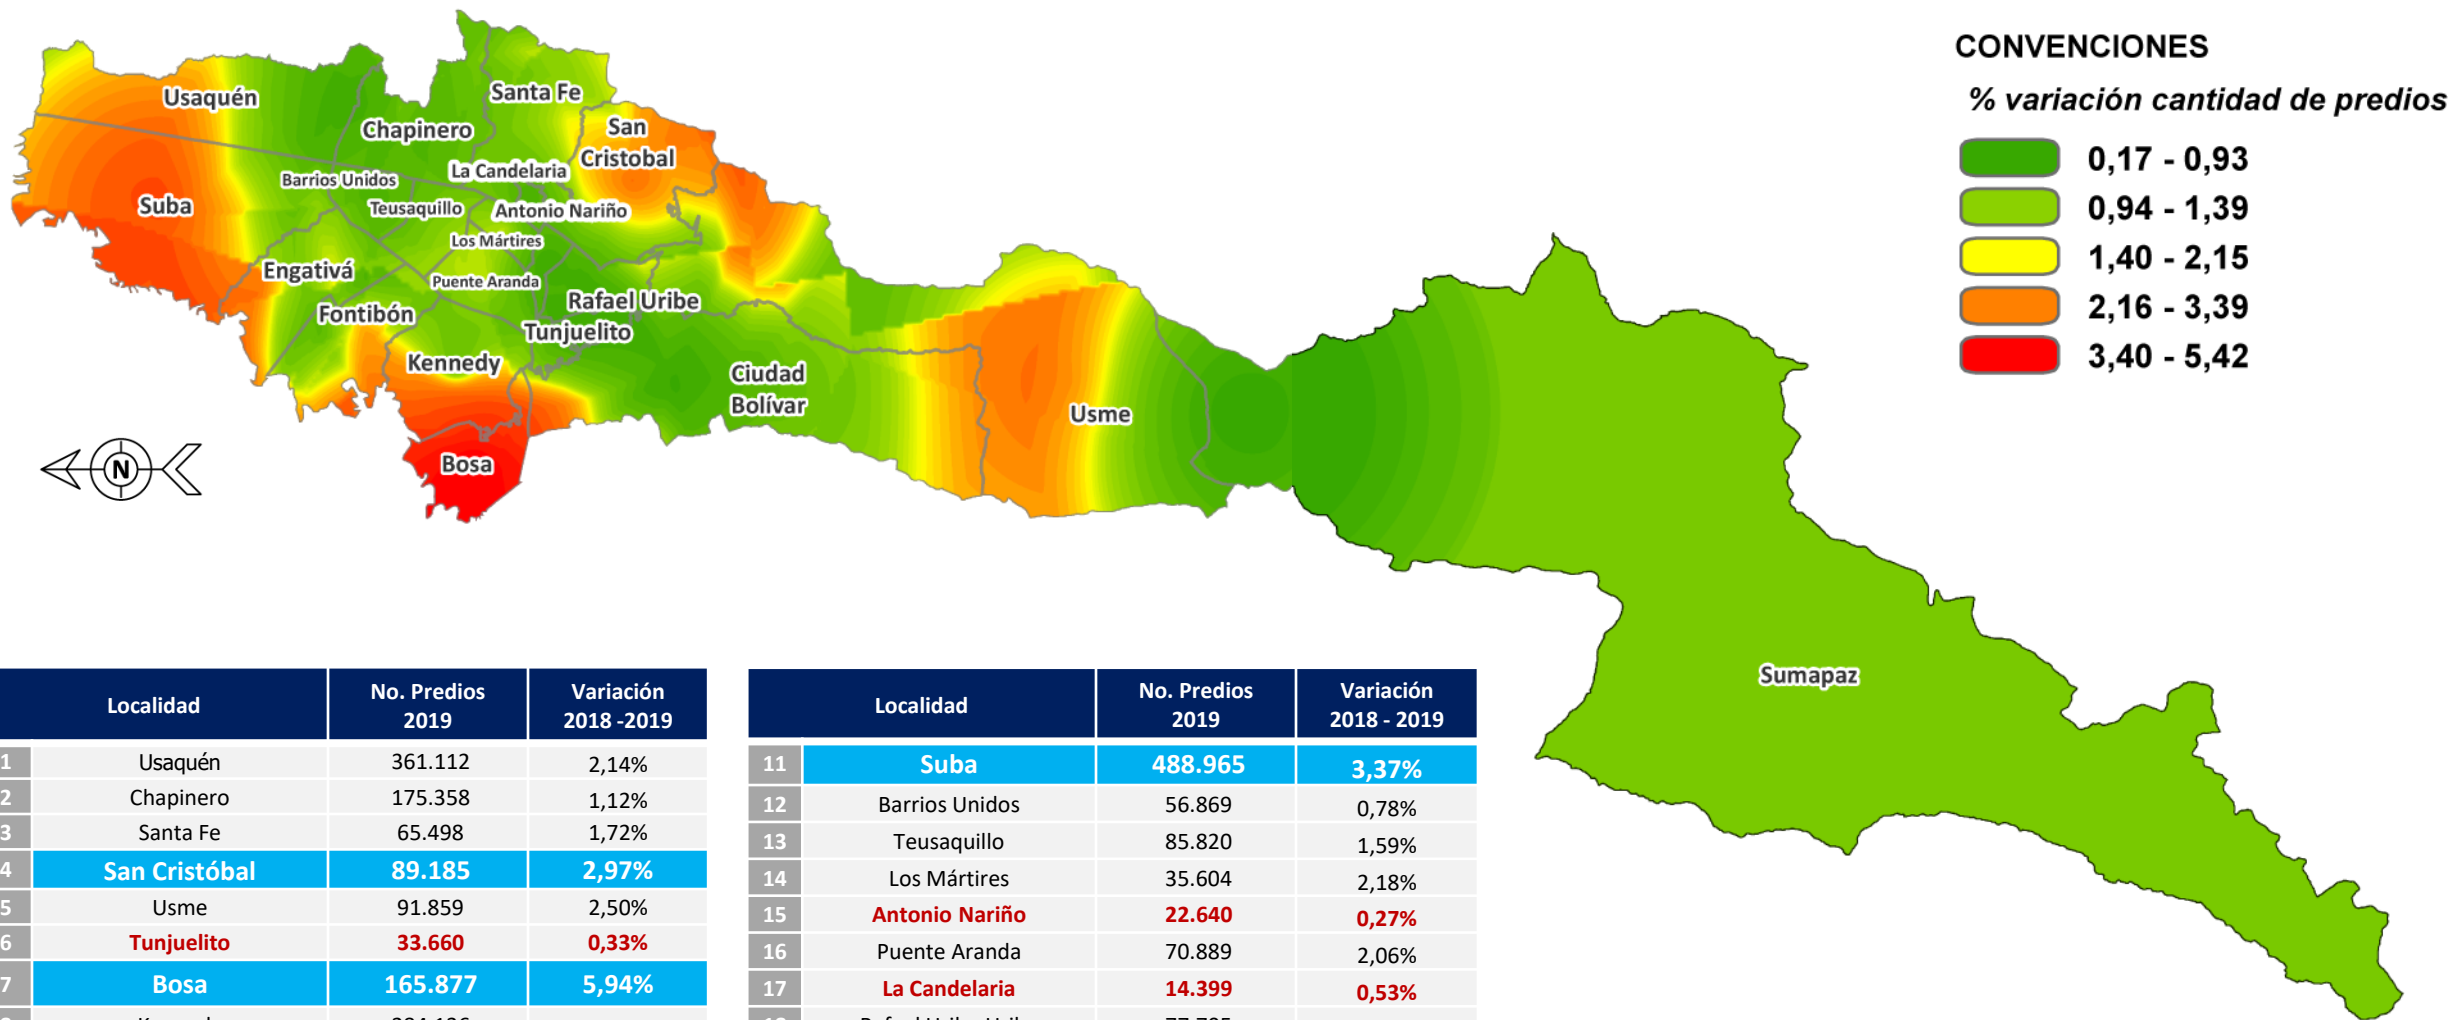 CONVENCIONES
% variación cantidad de predios
0,17 - 0,93
0,94 - 1,39
1,40 - 2,15
2,16 - 3,39
3,40 - 5,42
Usaquén
Santa Fe
Chapinero
San
Cristobal
La Candelaria
Barrios Unidos
Suba
Teusaquillo
Antonio Nariño
Los Mártires
Engativá
Puente Aranda
Fontibón
Rafael Uribe
Tunjuelito
Kennedy
Ciudad
Bolívar
Usme
Bosa
N
Sumapaz
Localidad No. Predios 2019 Variación 2018 -2019
1 Usaquén 361.112 2,14%
2 Chapinero 175.358 1,12%
3 Santa Fe 65.498 1,72%
4 San Cristóbal 89.185 2,97%
5 Usme 91.859 2,50%
6 Tunjuelito 33.660 0,33%
7 Bosa 165.877 5,94%
Localidad No. Predios 2019 Variación 2018 - 2019
11 Suba 488.965 3,37%
12 Barrios Unidos 56.869 0,78%
13 Teusaquillo 85.820 1,59%
14 Los Mártires 35.604 2,18%
15 Antonio Nariño 22.640 0,27%
16 Puente Aranda 70.889 2,06%
17 La Candelaria 14.399 0,53%